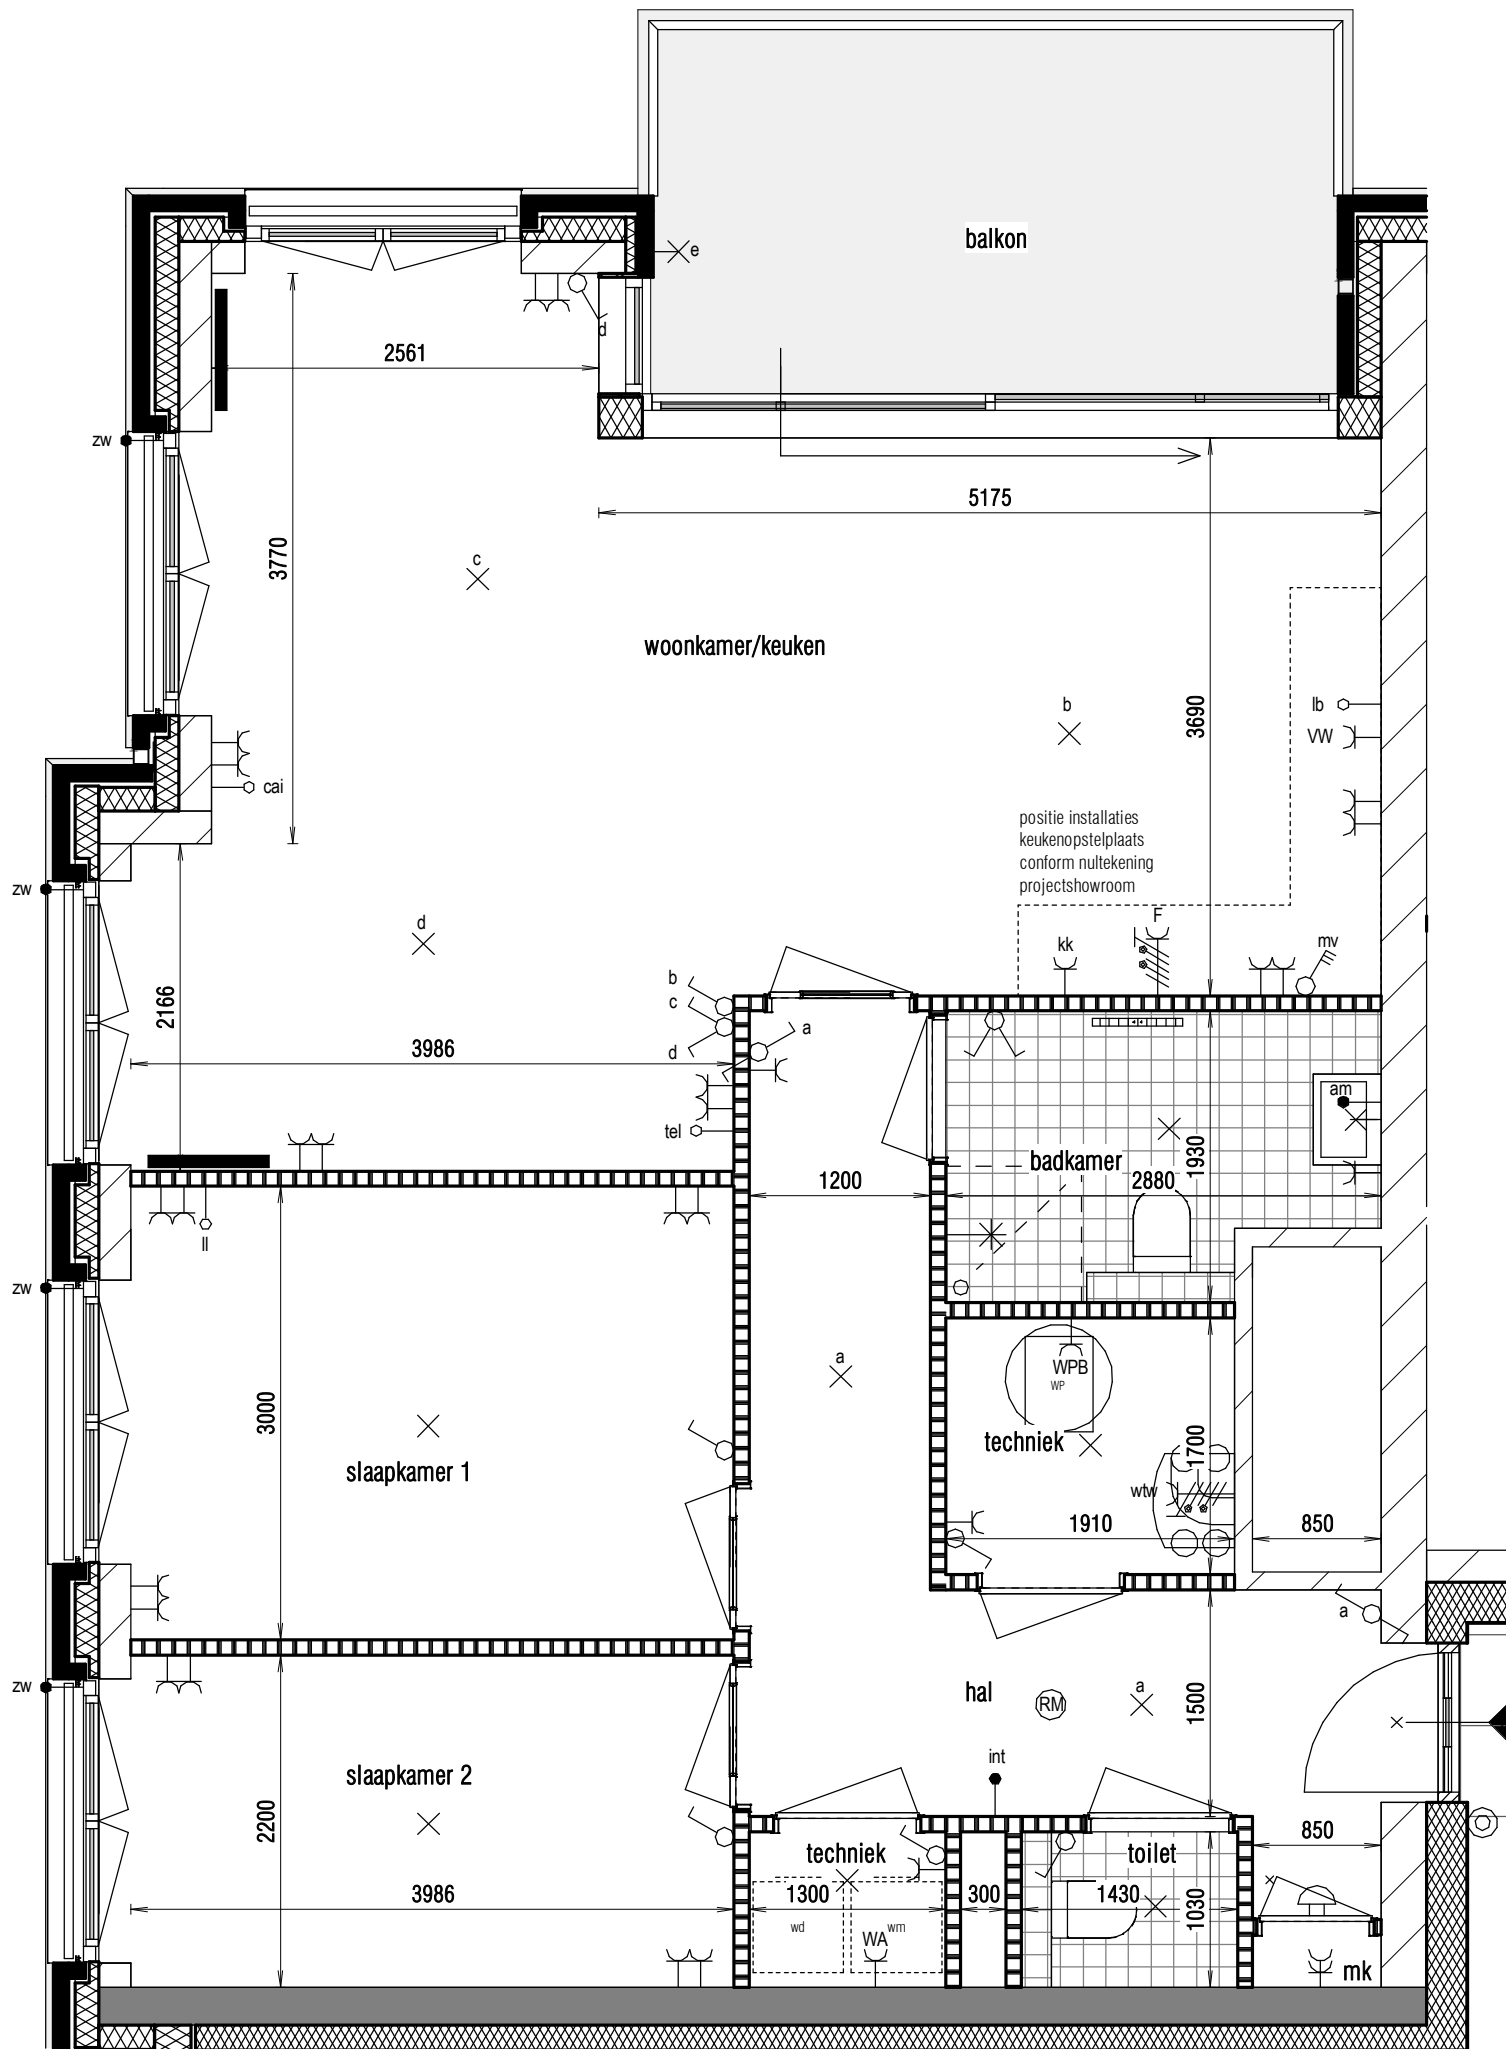 balkon
e
d
2561
zw
5175
3770
c
woonkamer/keuken
b
3690
lb
VW
cai
positie installaties
keukenopstelplaats
conform nultekening
projectshowroom
zw
d
F
kk
mv
b
c
a
2166
3986
d
am
tel
badkamer
1930
1200
2880
ll
zw
a
WPB
WP
3000
slaapkamer 1
techniek
1700
wtw
1910
850
a
zw
hal
RM
a
1500
int
slaapkamer 2
2200
techniek
toilet
850
3986
1300
300
1430
1030
wd
WA
wm
mk